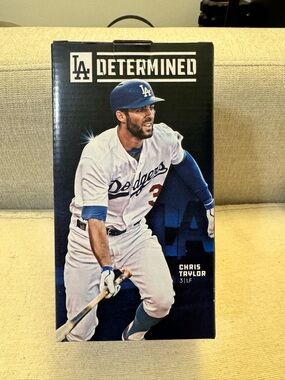 LA DETERMINED
LA
Dodgers
3
CHRIS
TAYLOR
3 | LF